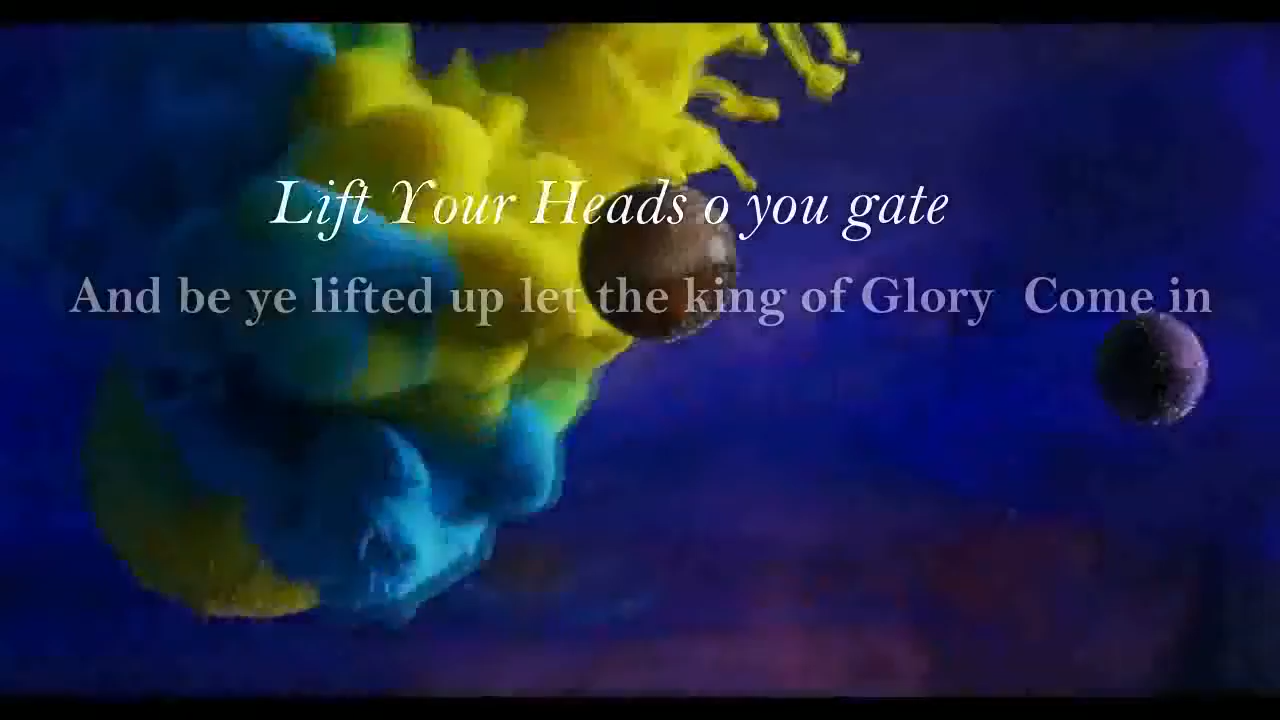 Lift Your Heads o you gate
And be ye lifted up let the king of Glory  Come in